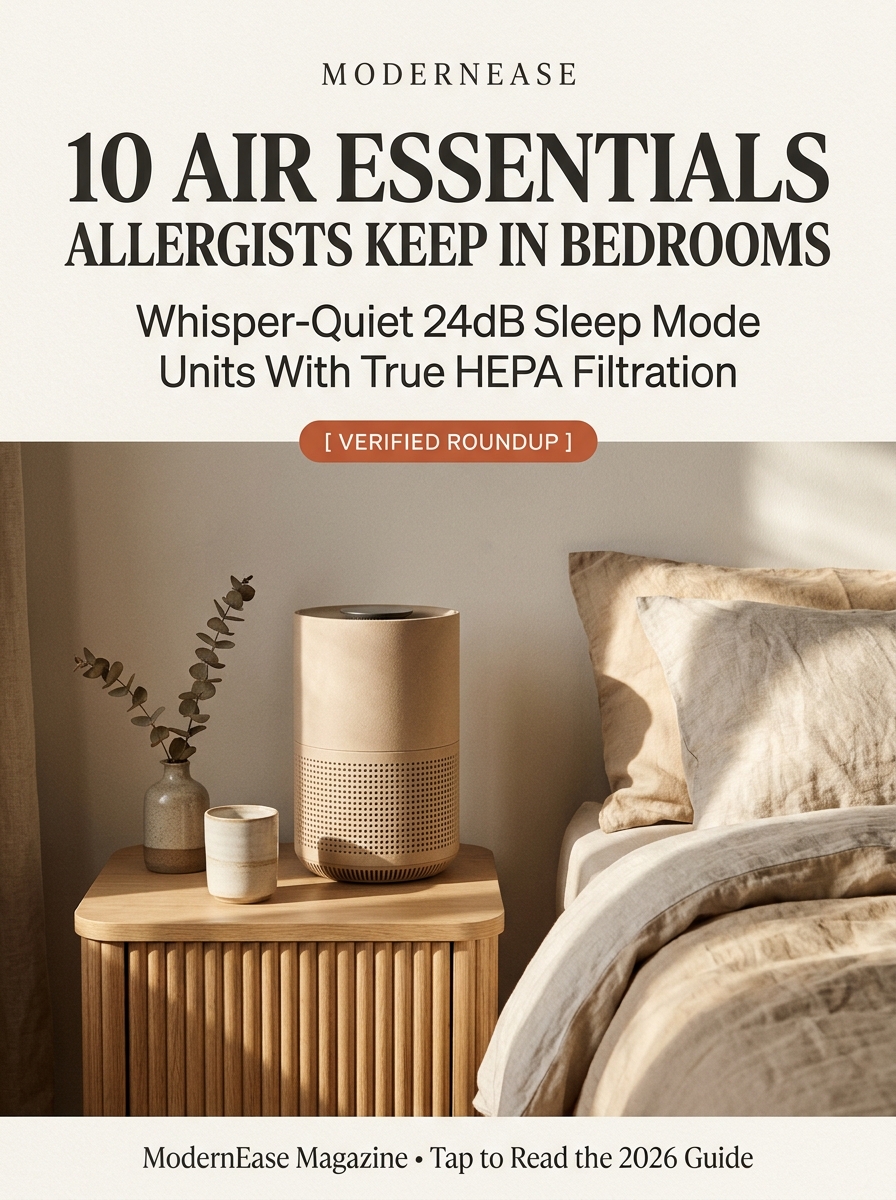 MODERNEASE
10 AIR ESSENTIALS
ALLERGISTS KEEP IN BEDROOMS
Whisper-Quiet 24dB Sleep Mode
Units With True HEPA Filtration
[ VERIFIED ROUNDUP ]
ModernEase Magazine • Tap to Read the 2026 Guide